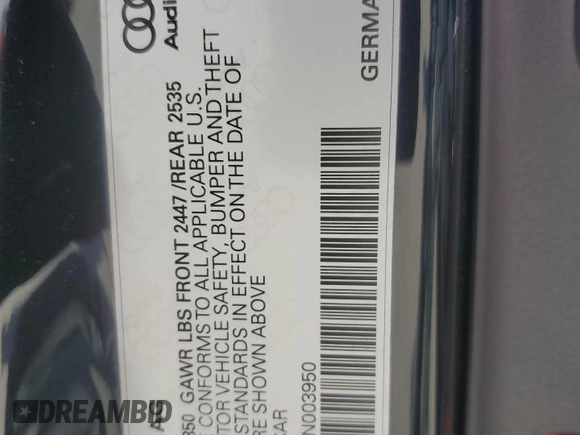 Audi
GERMA
850 GAWR LBS FRONT 2447 /REAR 2535
CONFORMS TO ALL APPLICABLE U.S.
TOR VEHICLE SAFETY, BUMPER AND THEFT
STANDARDS IN EFFECT ON THE DATE OF
RE SHOWN ABOVE
CAR
N003950
DREAMBID